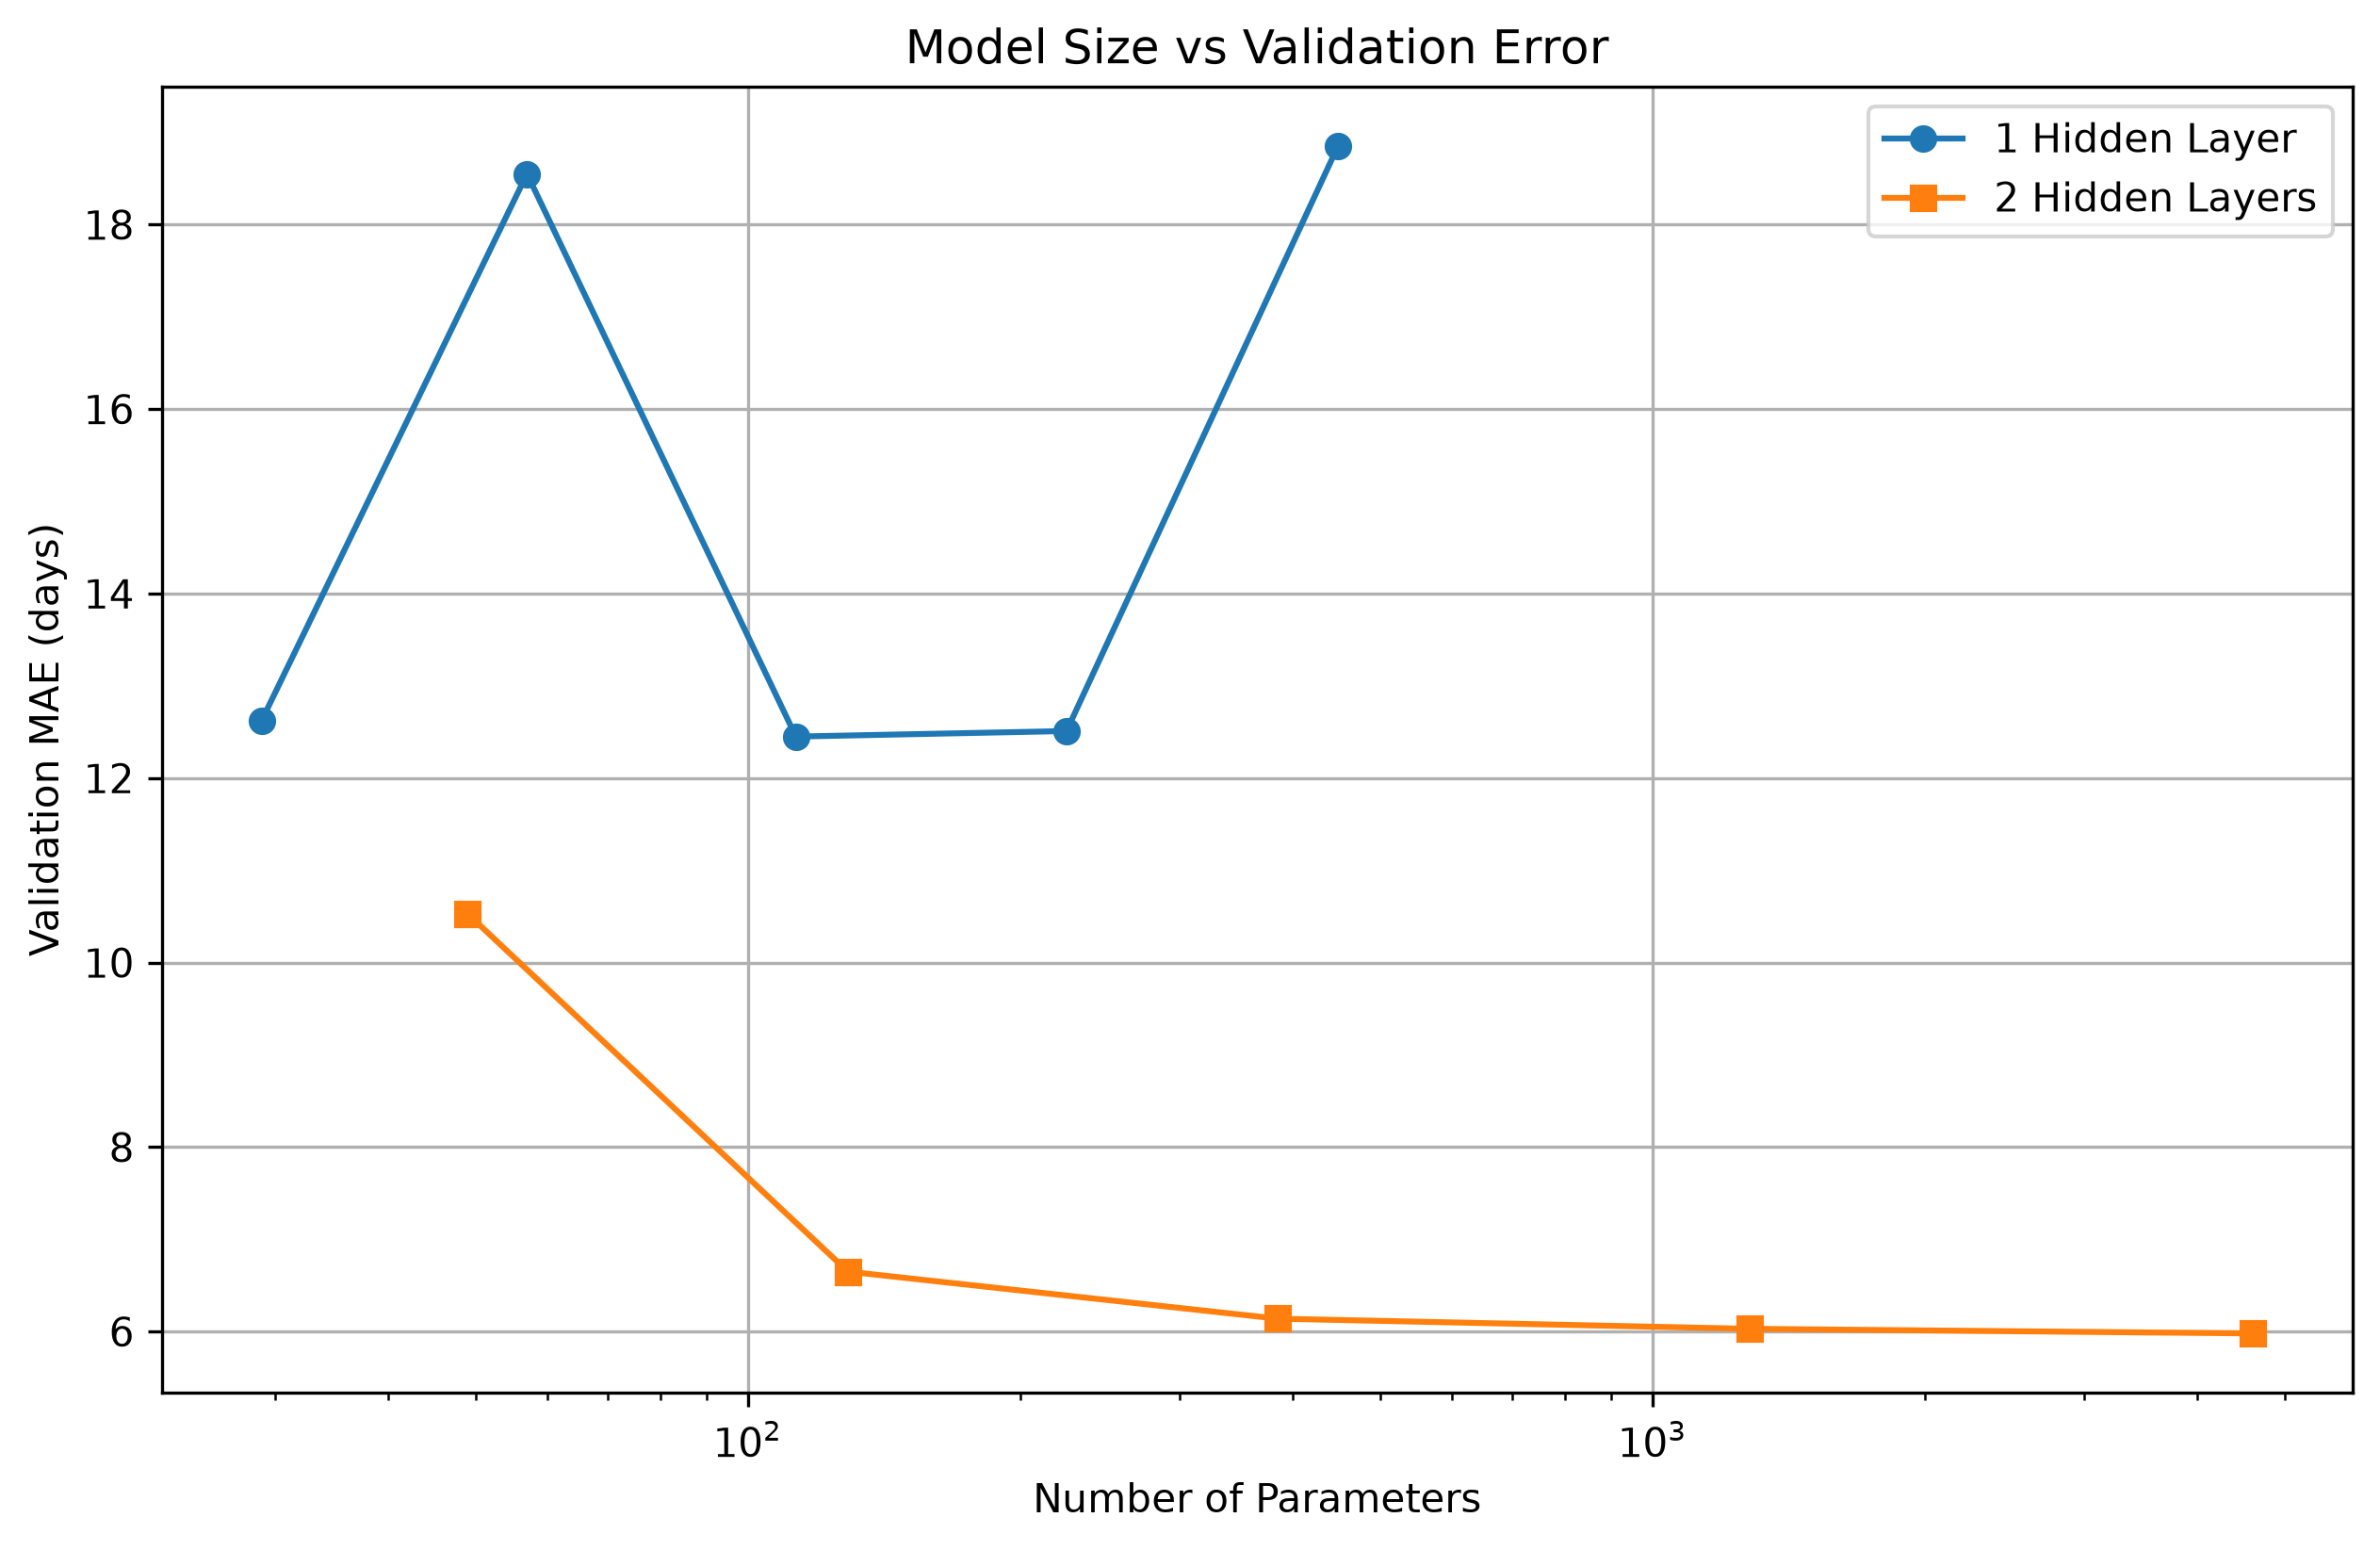 Model Size vs Validation Error
1 Hidden Layer
2 Hidden Layers
Validation MAE (days)
18
16
14
12
10
8
6
10²
10³
Number of Parameters